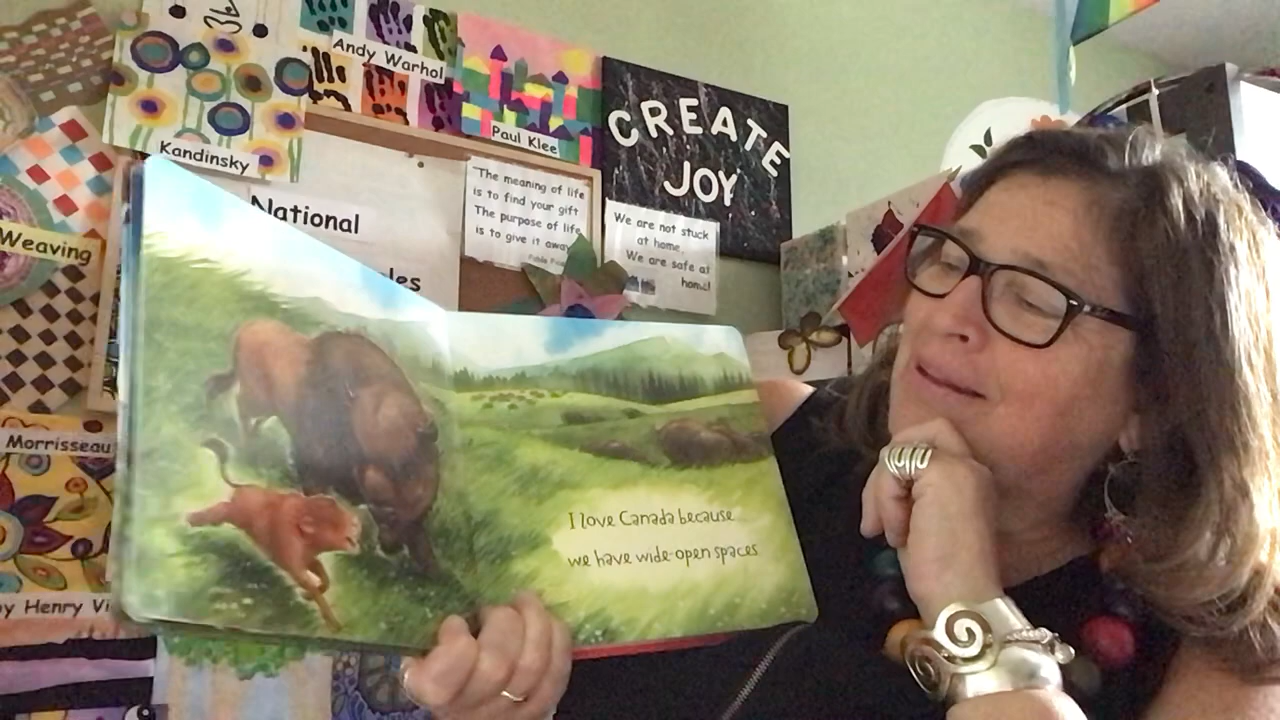 Andy Warhol
Paul Klee
Kandinsky
CREATE
JOY
National
"The meaning of life
is to find your gift
The purpose of life
is to give it away
We are not stuck
at home
We are safe at
home!
Weaving
Morrisseau
by Henry
I love Canada because...
we have wide-open spaces.